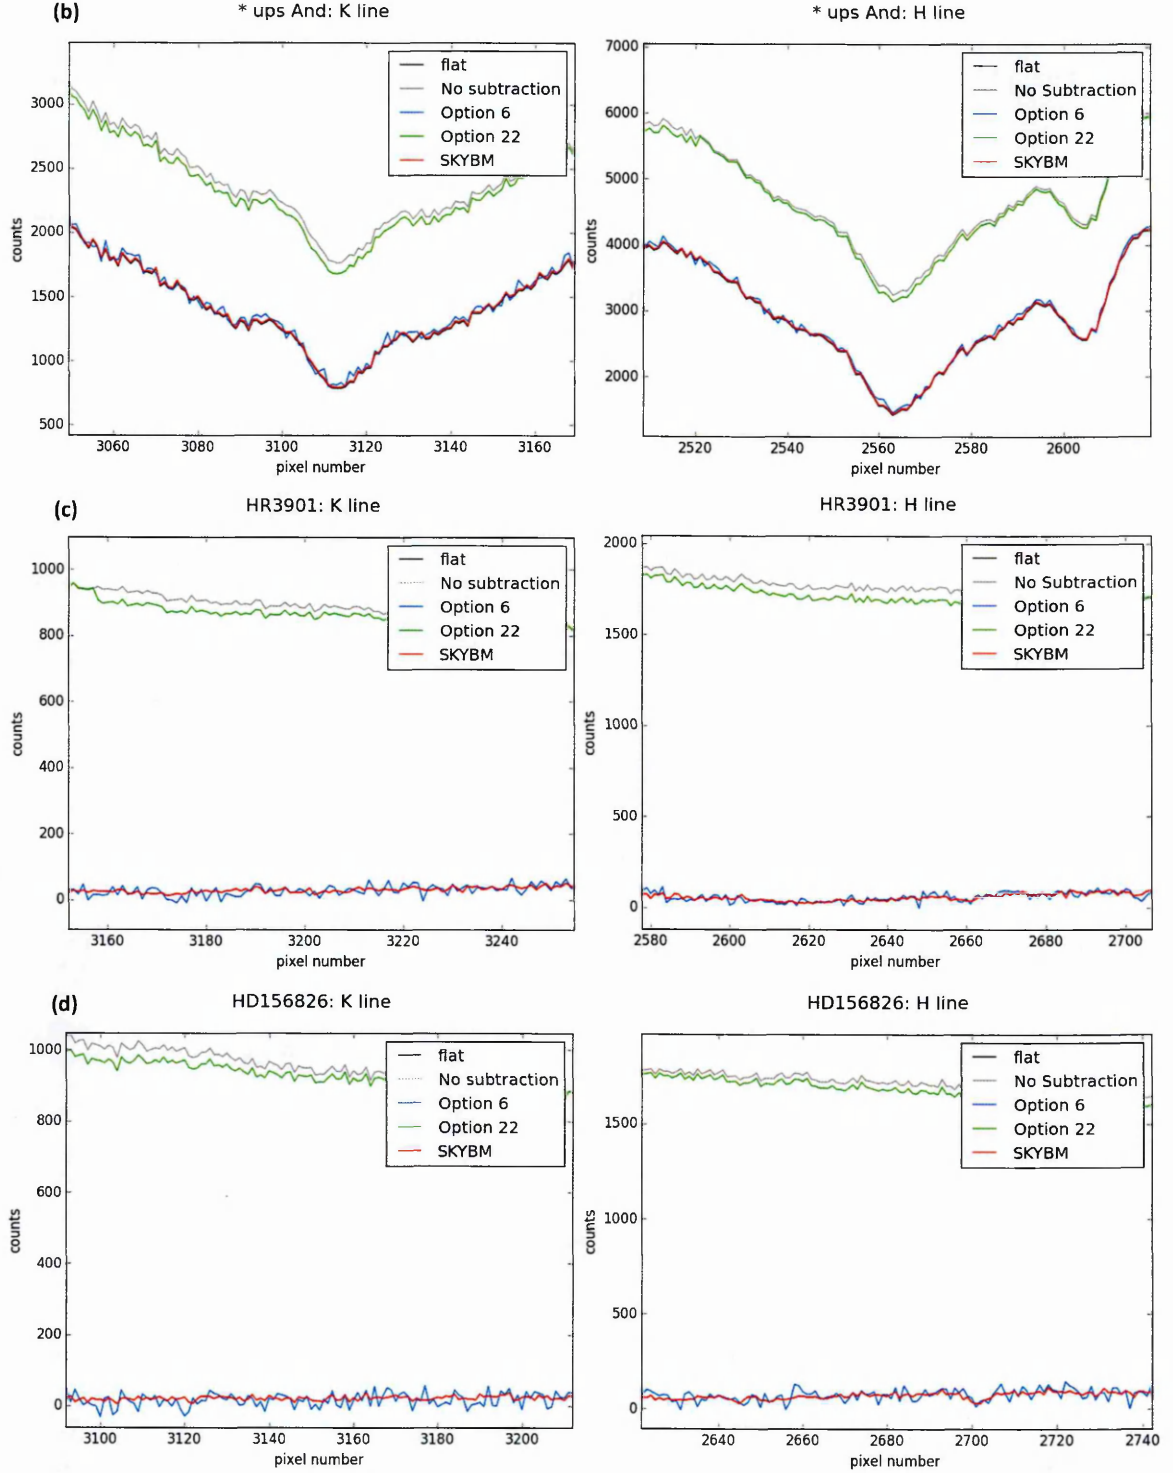 (b)
* ups And: K line
3000
2500
2000
1500
1000
500
counts
3060 3080 3100 3120 3140 3160
pixel number
flat
No subtraction
Option 6
Option 22
SKYBM
* ups And: H line
7000
6000
5000
4000
3000
2000
counts
2520 2540 2560 2580 2600
pixel number
flat
No Subtraction
Option 6
Option 22
SKYBM
(c)
HR3901: K line
1000
800
600
400
200
0
counts
3160 3180 3200 3220 3240
pixel number
flat
No subtraction
Option 6
Option 22
SKYBM
HR3901: H line
2000
1500
1000
500
0
counts
2580 2600 2620 2640 2660 2680 2700
pixel number
flat
No Subtraction
Option 6
Option 22
SKYBM
(d)
HD156826: K line
1000
800
600
400
200
0
counts
3100 3120 3140 3160 3180 3200
pixel number
flat
No subtraction
Option 6
Option 22
SKYBM
HD156826: H line
1500
1000
500
0
counts
2640 2660 2680 2700 2720 2740
pixel number
flat
No Subtraction
Option 6
Option 22
SKYBM